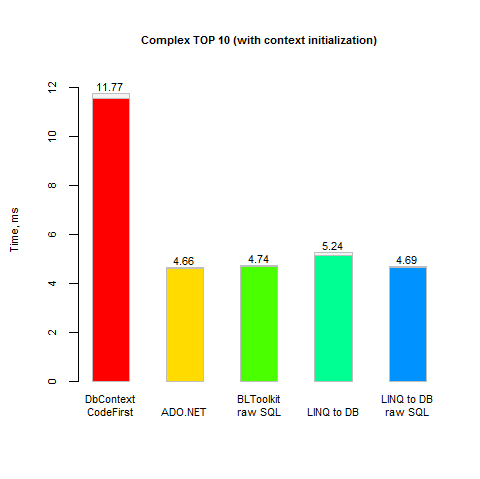 Complex TOP 10 (with context initialization)
Time, ms
12
10
8
6
4
2
0
11.77
4.66
4.74
5.24
4.69
DbContext
CodeFirst
ADO.NET
BLToolkit
raw SQL
LINQ to DB
LINQ to DB
raw SQL